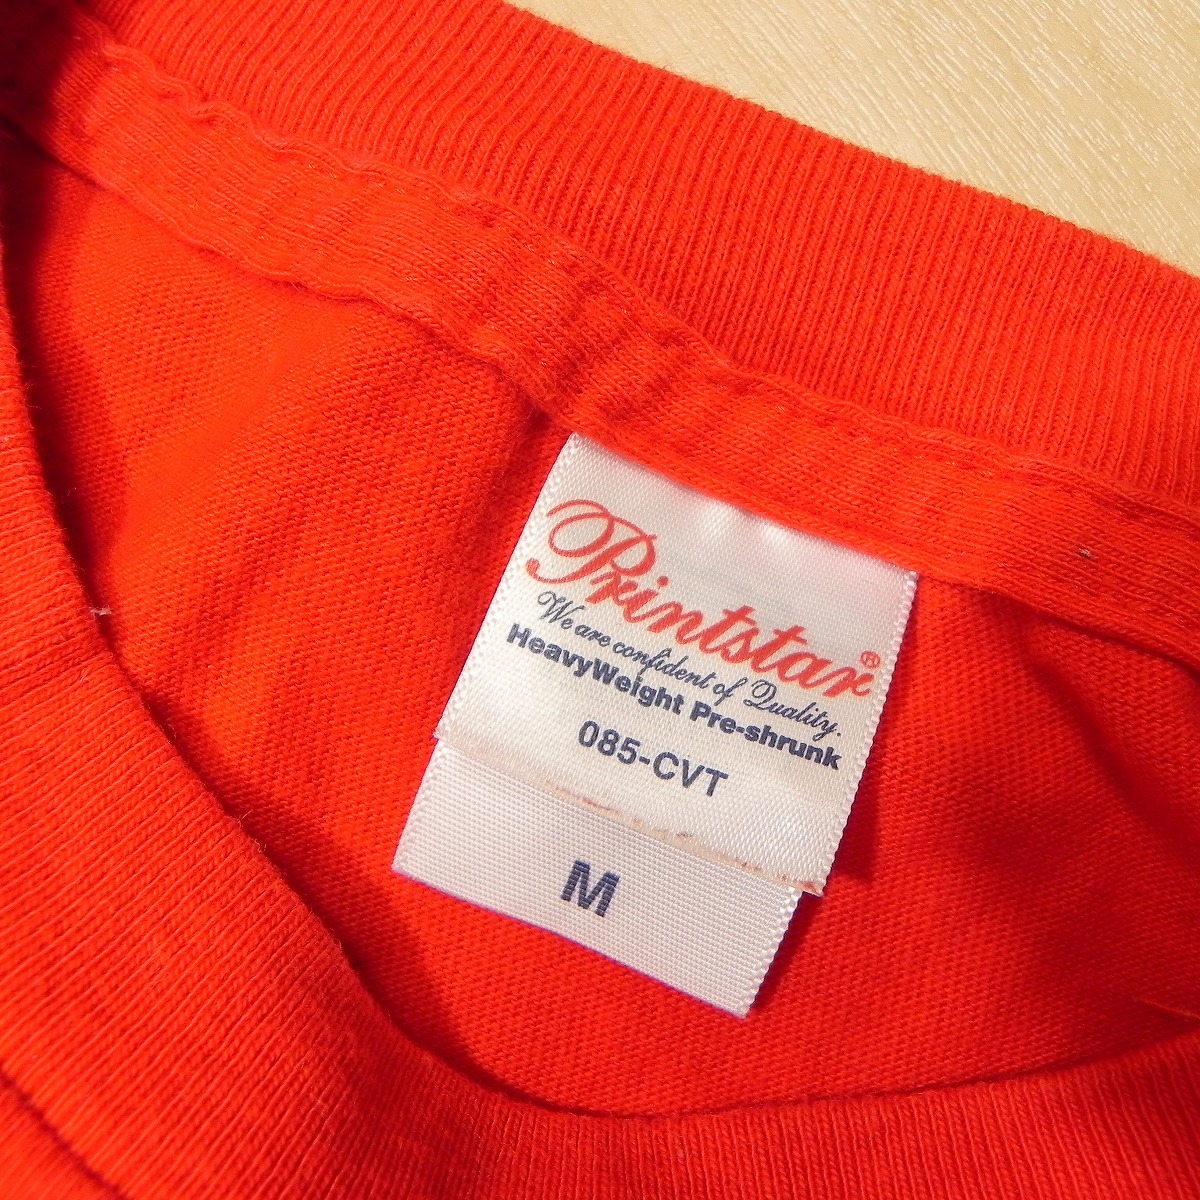 Printstar®
We are confident of Quality.
HeavyWeight Pre-shrunk
085-CVT
M